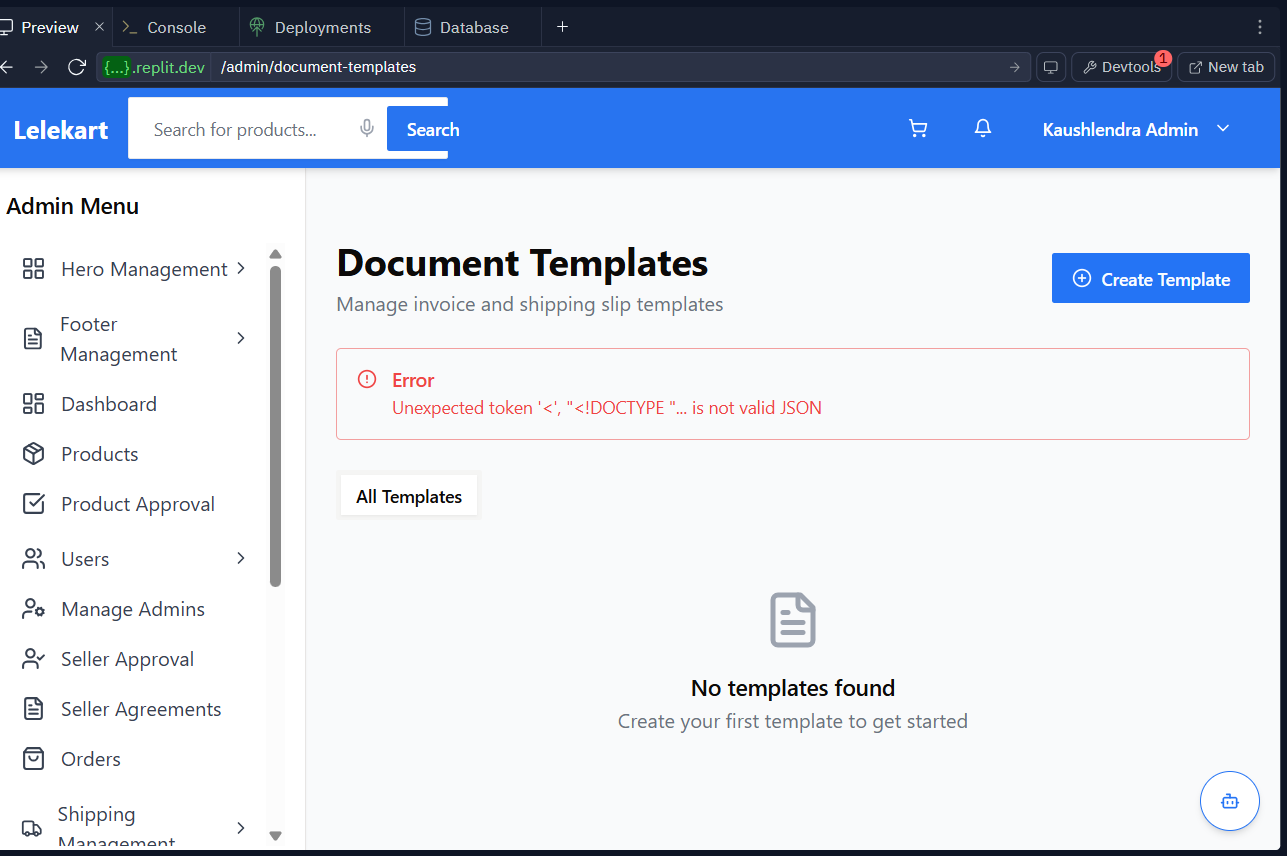 Preview
Console
Deployments
Database
{...}.replit.dev /admin/document-templates
Devtools 1
New tab
Lelekart
Search for products...
Search
Kaushlendra Admin
Admin Menu
Hero Management
Footer
Management
Dashboard
Products
Product Approval
Users
Manage Admins
Seller Approval
Seller Agreements
Orders
Shipping
Management
Document Templates
Manage invoice and shipping slip templates
Create Template
Error
Unexpected token '<', "<!DOCTYPE "... is not valid JSON
All Templates
No templates found
Create your first template to get started